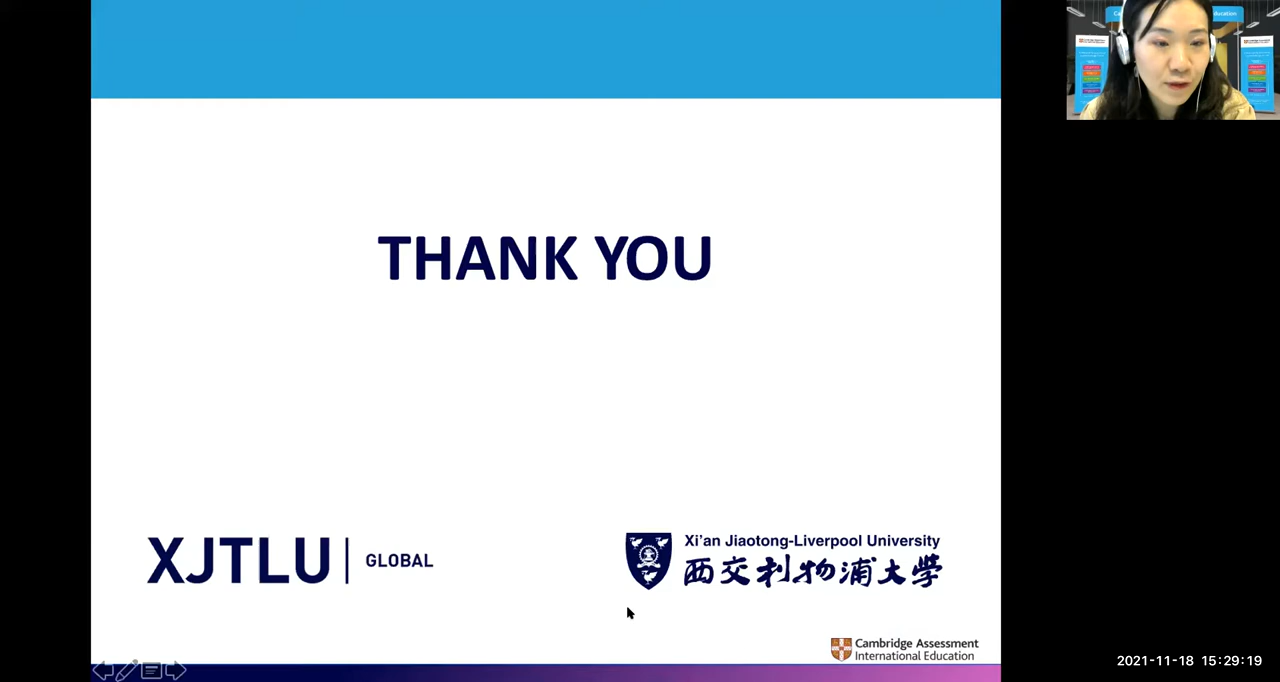 THANK YOU
XJTLU
GLOBAL
Xi'an Jiaotong-Liverpool University
西交利物浦大學
Cambridge Assessment
International Education
2021-11-18 15:29:19